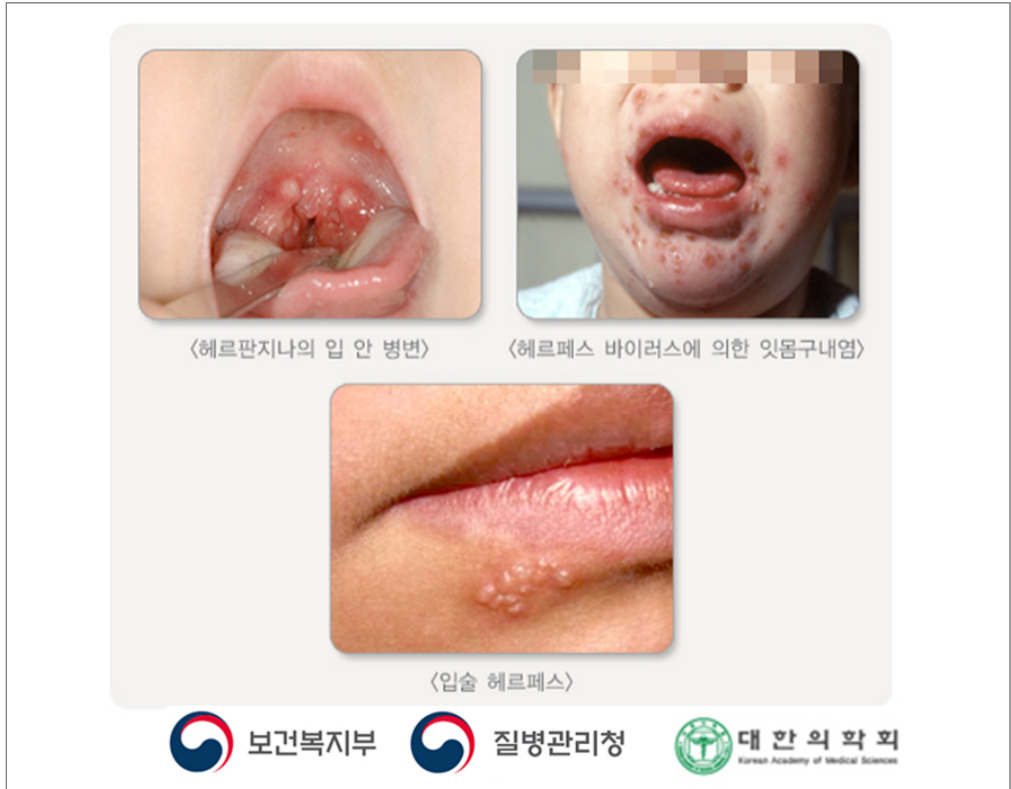 <헤르판지나의 입 안 병변>
<헤르페스 바이러스에 의한 잇몸구내염>
<입술 헤르페스>
보건복지부
질병관리청
대한의학회
Korean Academy of Medical Sciences